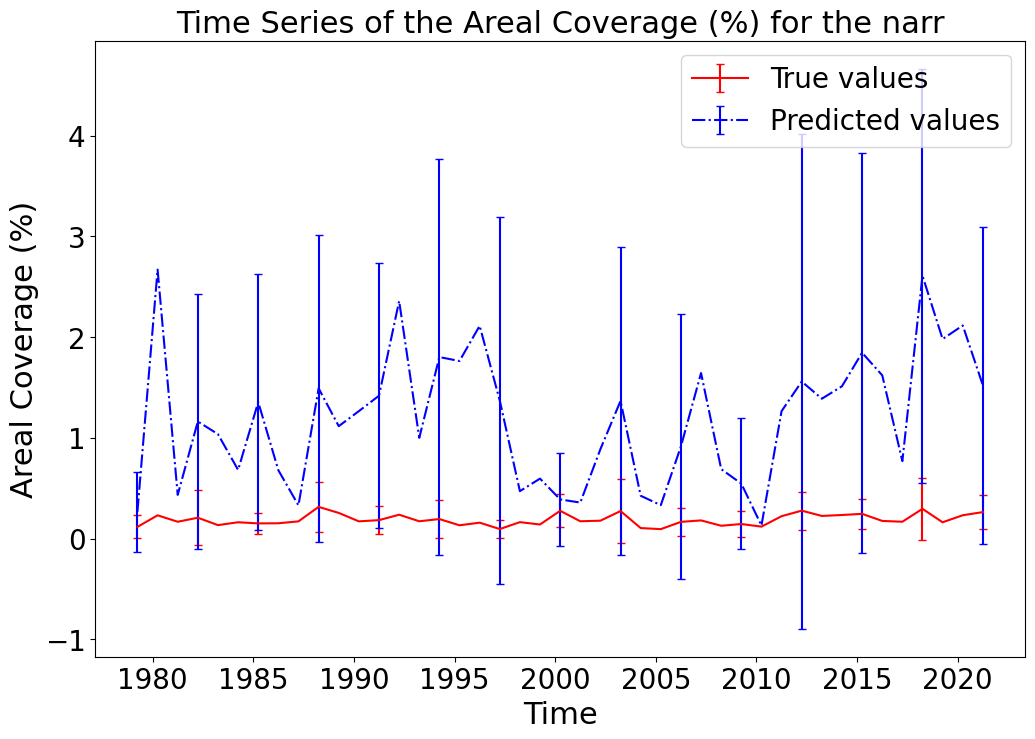 Time Series of the Areal Coverage (%) for the narr
True values
Predicted values
Areal Coverage (%)
4
3
2
1
0
−1
1980 1985 1990 1995 2000 2005 2010 2015 2020
Time